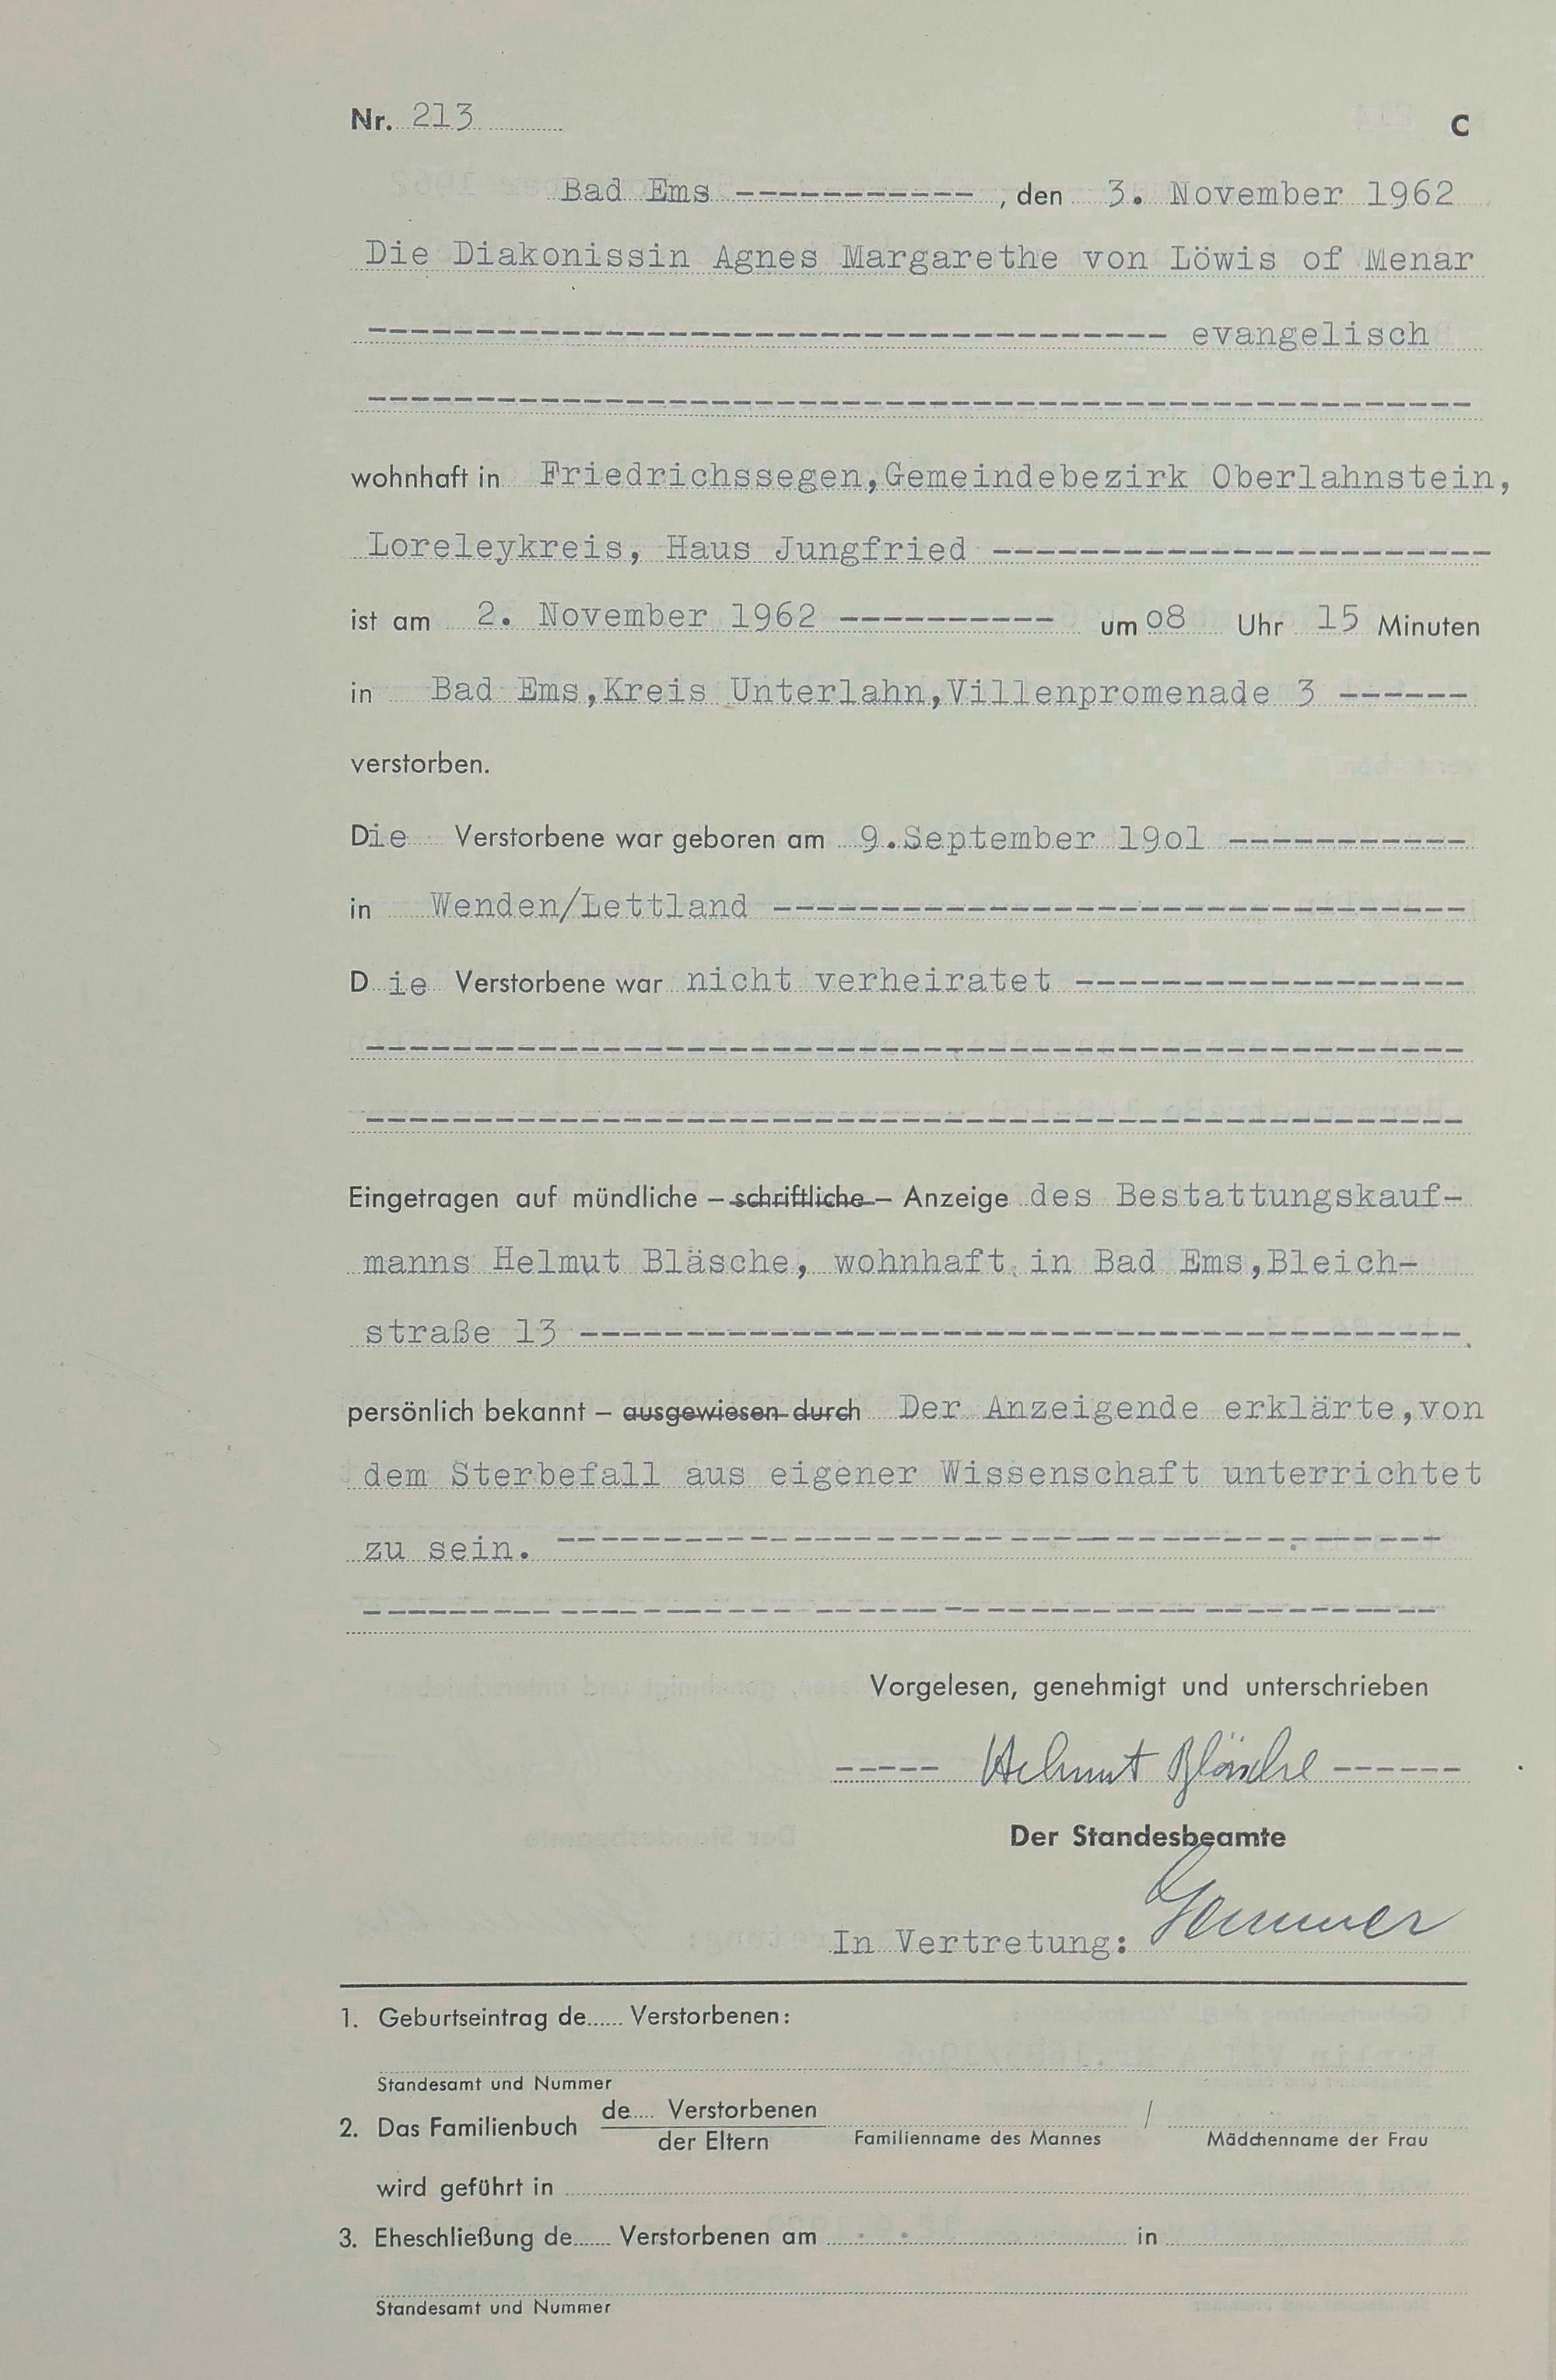 Nr. 213 C
Bad Ems ----------- , den 3. November 1962
Die Diakonissin Agnes Margarethe von Löwis of Menar
------------------------------------- evangelisch
---------------------------------------------------
wohnhaft in Friedrichssegen,Gemeindebezirk Oberlahnstein,
Loreleykreis, Haus Jungfried -----------------------
ist am 2. November 1962 ---------- um o8 Uhr 15 Minuten
in Bad Ems,Kreis Unterlahn,Villenpromenade 3 ------
verstorben.
Die Verstorbene war geboren am 9.September 19o1 -----------
in Wenden/Lettland --------------------------------
Die Verstorbene war nicht verheiratet ------------------
---------------------------------------------------
---------------------------------------------------
Eingetragen auf mündliche – schriftliche – Anzeige des Bestattungskauf-
manns Helmut Bläsche, wohnhaft in Bad Ems,Bleich-
straße 13 -----------------------------------------.
persönlich bekannt – ausgewiesen durch Der Anzeigende erklärte,von
dem Sterbefall aus eigener Wissenschaft unterrichtet
zu sein. -----------------------------------------
--------------------------------------------------
Vorgelesen, genehmigt und unterschrieben
----- Helmut Bläsche ------
Der Standesbeamte
In Vertretung:
1. Geburtseintrag de...... Verstorbenen:
Standesamt und Nummer
2. Das Familienbuch de.... Verstorbenen
der Eltern
/
Familienname des Mannes Mädchenname der Frau
wird geführt in
3. Eheschließung de...... Verstorbenen am in
Standesamt und Nummer